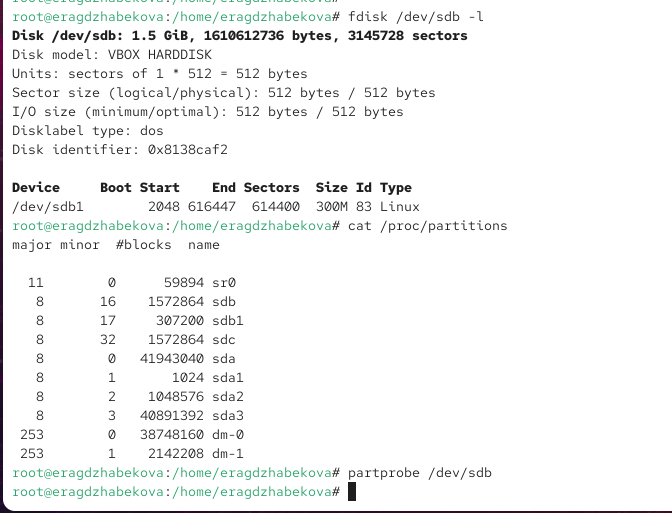 root@eragdzhabekova:/home/eragdzhabekova# fdisk /dev/sdb -l
Disk /dev/sdb: 1.5 GiB, 1610612736 bytes, 3145728 sectors
Disk model: VBOX HARDDISK
Units: sectors of 1 * 512 = 512 bytes
Sector size (logical/physical): 512 bytes / 512 bytes
I/O size (minimum/optimal): 512 bytes / 512 bytes
Disklabel type: dos
Disk identifier: 0x8138caf2
Device     Boot Start    End Sectors  Size Id Type
/dev/sdb1        2048 616447  614400  300M 83 Linux
root@eragdzhabekova:/home/eragdzhabekova# cat /proc/partitions
major minor  #blocks  name
  11        0      59894 sr0
   8       16    1572864 sdb
   8       17     307200 sdb1
   8       32    1572864 sdc
   8        0   41943040 sda
   8        1       1024 sda1
   8        2    1048576 sda2
   8        3   40891392 sda3
 253        0   38748160 dm-0
 253        1    2142208 dm-1
root@eragdzhabekova:/home/eragdzhabekova# partprobe /dev/sdb
root@eragdzhabekova:/home/eragdzhabekova#